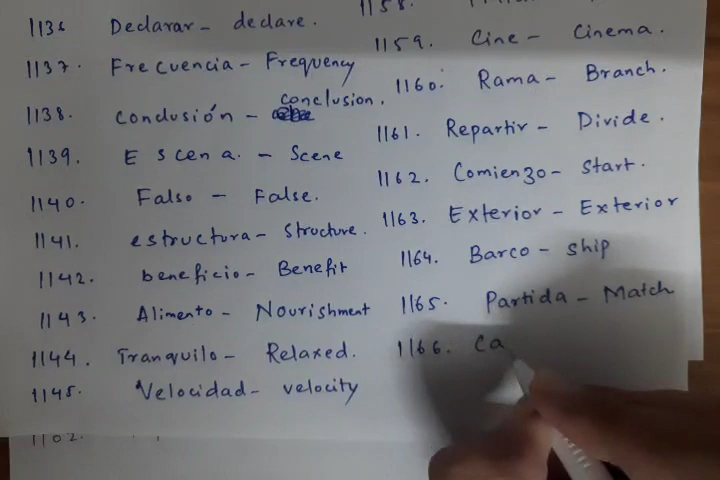 1136 Declarar - declare.
1137. Frecuencia - Frequency
1138. Conclusión - conclusion.
1139. Escena. - Scene
1140. Falso - False.
1141. estructura - Structure.
1142. beneficio - Benefit
1143. Alimento - Nourishment
1144. Tranquilo - Relaxed.
1145. Velocidad - velocity
1102.
1158.
1159. Cine - Cinema.
1160. Rama - Branch.
1161. Repartir - Divide.
1162. Comienzo - Start.
1163. Exterior - Exterior
1164. Barco - Ship
1165. Partida - Match
1166. Ca